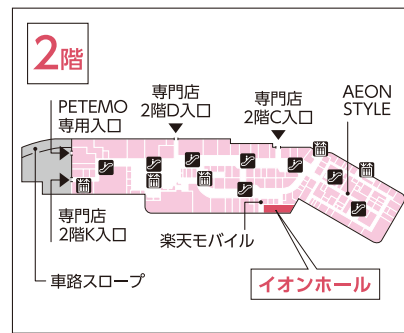 2階
PETEMO
専用入口
専門店
2階D入口
専門店
2階C入口
AEON
STYLE
専門店
2階K入口
楽天モバイル
車路スロープ
イオンホール